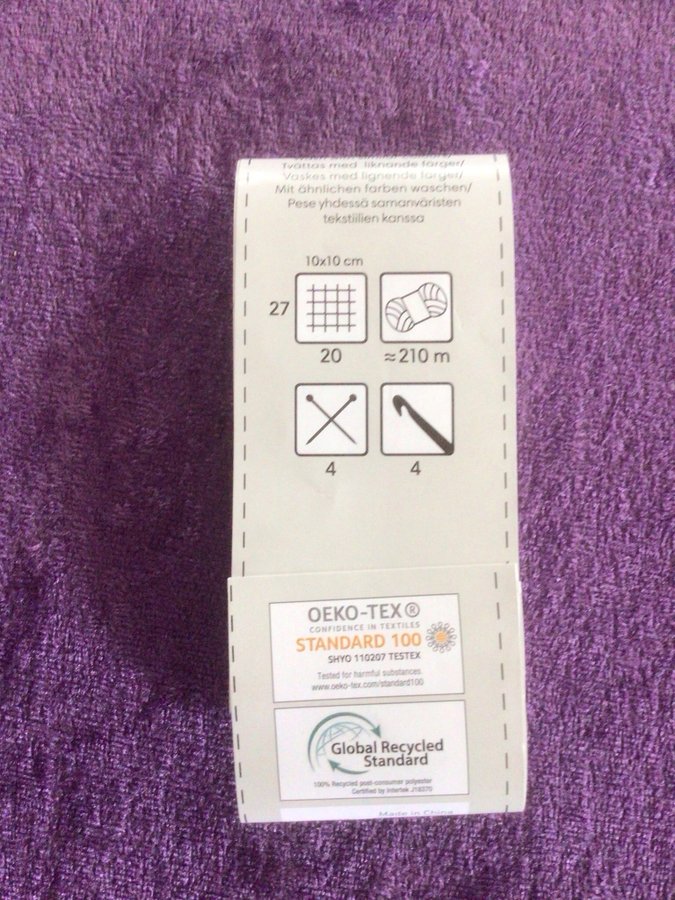 Tvättas med liknande färger/
Vaskes med lignende farger/
Mit ähnlichen farben waschen/
Pese yhdessä samanväristen
tekstiilien kanssa
10x10 cm
27
20
≈210 m
4
4
OEKO-TEX®
CONFIDENCE IN TEXTILES
STANDARD 100
SHYO 110207 TESTEX
Tested for harmful substances.
www.oeko-tex.com/standard100
Global Recycled
Standard
100% Recycled post-consumer polyester
Certified by Intertek J18370
Made in China